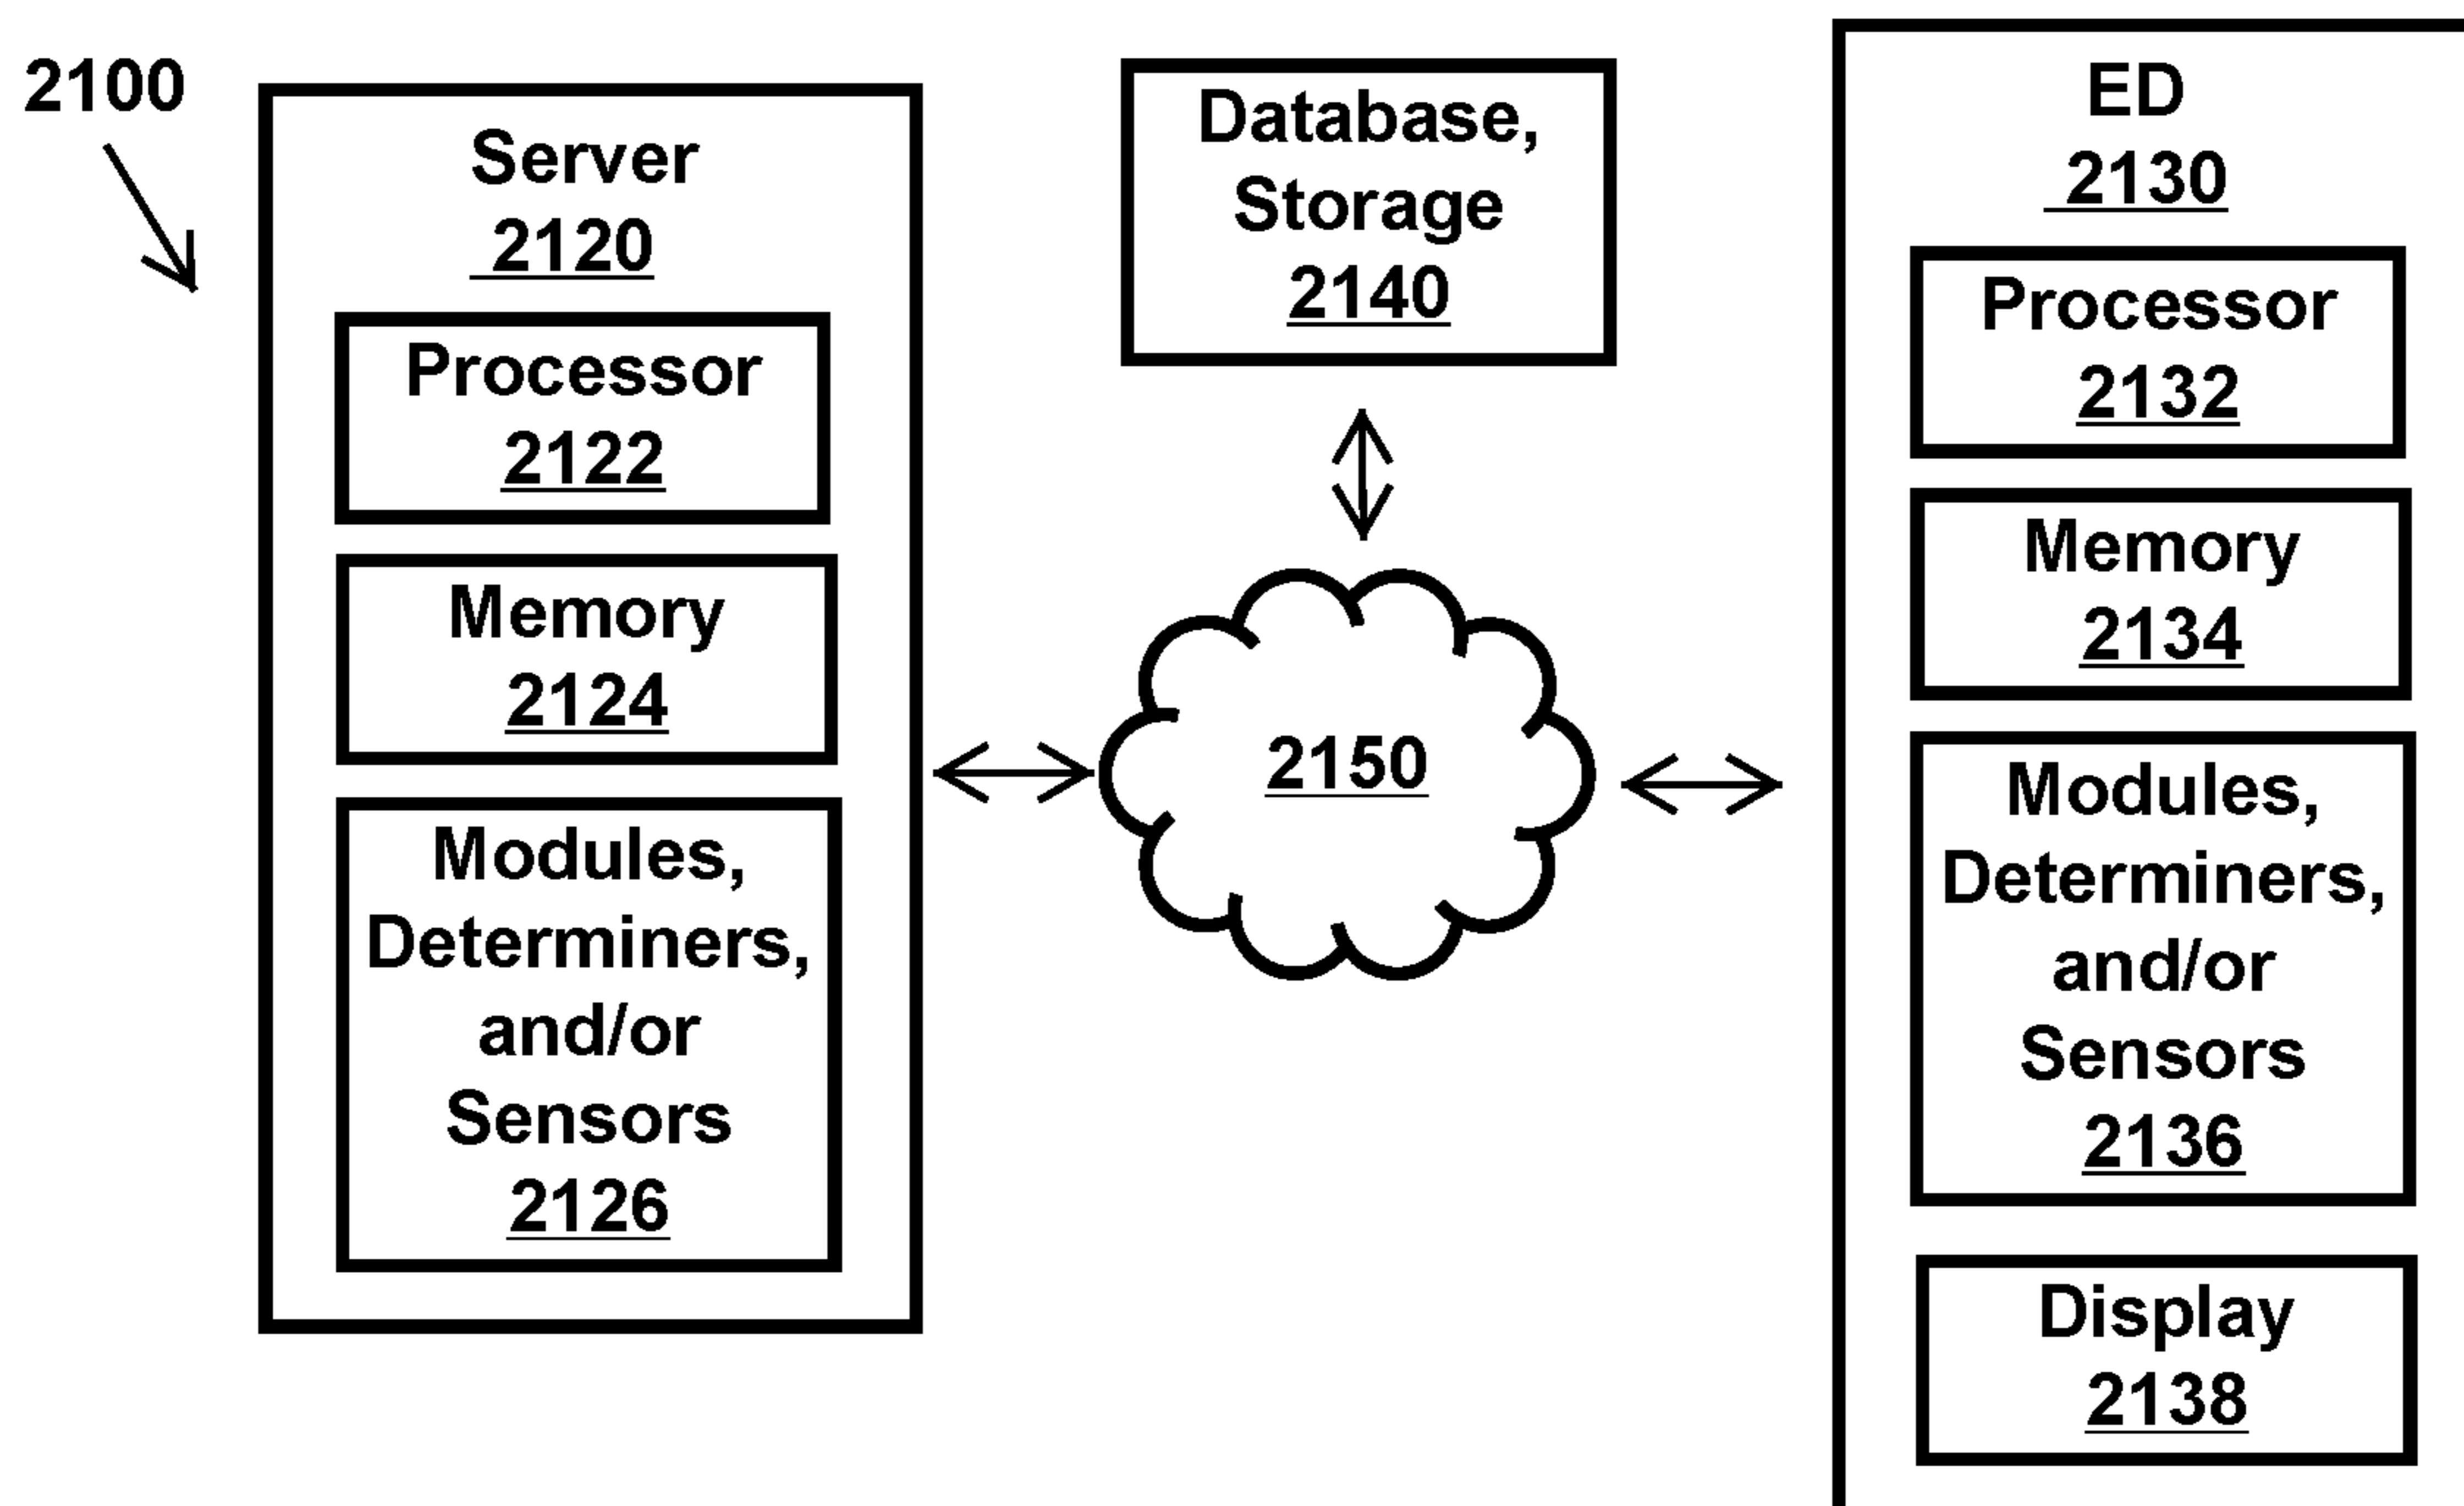 2100
Server
2120
Processor
2122
Memory
2124
Modules,
Determiners,
and/or
Sensors
2126
Database,
Storage
2140
2150
ED
2130
Processor
2132
Memory
2134
Modules,
Determiners,
and/or
Sensors
2136
Display
2138